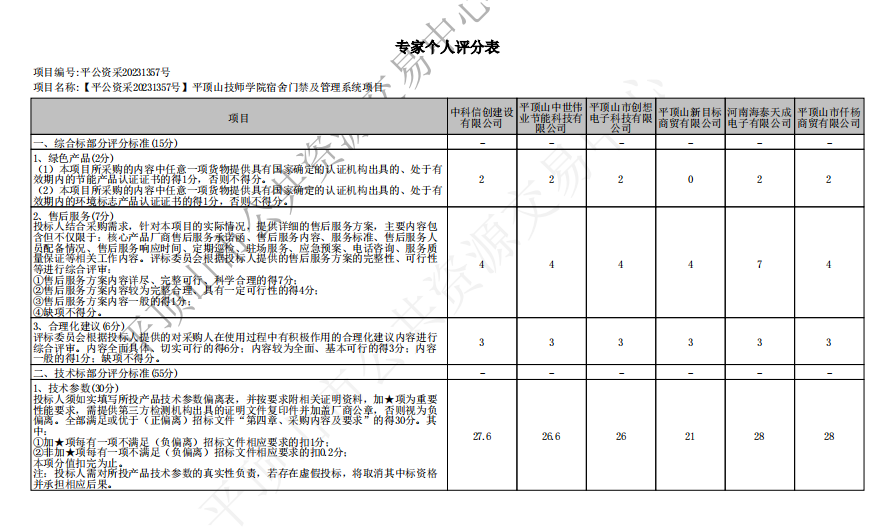 专家个人评分表
项目编号:平公资采20231357号
项目名称:【平公资采20231357号】平顶山技师学院宿舍门禁及管理系统项目
项目
中科信创建设
有限公司
平顶山中世伟
业节能科技有
限公司
平顶山市创想
电子科技有限
公司
平顶山新目标
商贸有限公司
河南海泰天成
电子有限公司
平顶山市仟杨
商贸有限公司
一、综合标部分评分标准(15分)
-
-
-
-
-
-
1、绿色产品(2分)
(1)本项目所采购的内容中任意一项货物提供具有国家确定的认证机构出具的、处于有
效期内的节能产品认证证书的得1分，否则不得分。
(2)本项目所采购的内容中任意一项货物提供具有国家确定的认证机构出具的、处于有
效期内的环境标志产品认证证书的得1分，否则不得分。
2
2
2
0
2
2
2、售后服务(7分)
投标人结合采购需求，针对本项目的实际情况，提供详细的售后服务方案，主要内容包
含但不仅限于：核心产品厂商售后服务承诺函、售后服务内容、服务标准、售后服务人
员配备情况、售后服务响应时间、定期巡检、驻场服务、应急预案、电话咨询、服务质
量保证等相关工作内容。评标委员会根据投标人提供的售后服务方案的完整性、可行性
等进行综合评审：
①售后服务方案内容详尽、完整可行、科学合理的得7分；
②售后服务方案内容较为完整合理、具有一定可行性的得4分；
③售后服务方案内容一般的得1分；
④缺项不得分。
4
4
4
4
7
4
3、合理化建议(6分)
评标委员会根据投标人提供的对采购人在使用过程中有积极作用的合理化建议内容进行
综合评审。内容全面具体、切实可行的得6分；内容较为全面、基本可行的得3分；内容
一般的得1分；缺项不得分。
3
3
3
3
3
3
二、技术标部分评分标准(55分)
-
-
-
-
-
-
1、技术参数(30分)
投标人须如实填写所投产品技术参数偏离表，并按要求附相关证明资料，加★项为重要
性能要求，需提供第三方检测机构出具的证明文件复印件并加盖厂商公章，否则视为负
偏离。全部满足或优于（正偏离）招标文件“第四章、采购内容及要求”的得30分。其
中：
①加★项每有一项不满足（负偏离）招标文件相应要求的扣1分；
②非加★项每有一项不满足（负偏离）招标文件相应要求的扣0.2分；
本项分值扣完为止。
注：投标人需对所投产品技术参数的真实性负责，若存在虚假投标，将取消其中标资格
并承担相应后果。
27.6
26.6
26
21
28
28
平顶山市公共资源交易中心
平顶山市公共资源交易中心